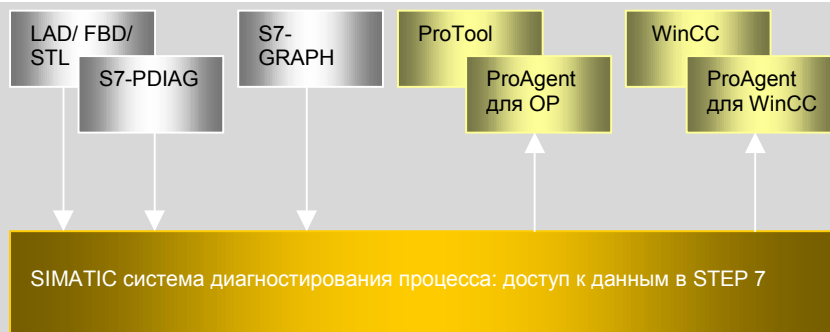 LAD/ FBD/
STL
S7-PDIAG
S7-
GRAPH
ProTool
ProAgent
для OP
WinCC
ProAgent
для WinCC
SIMATIC система диагностирования процесса: доступ к данным в STEP 7